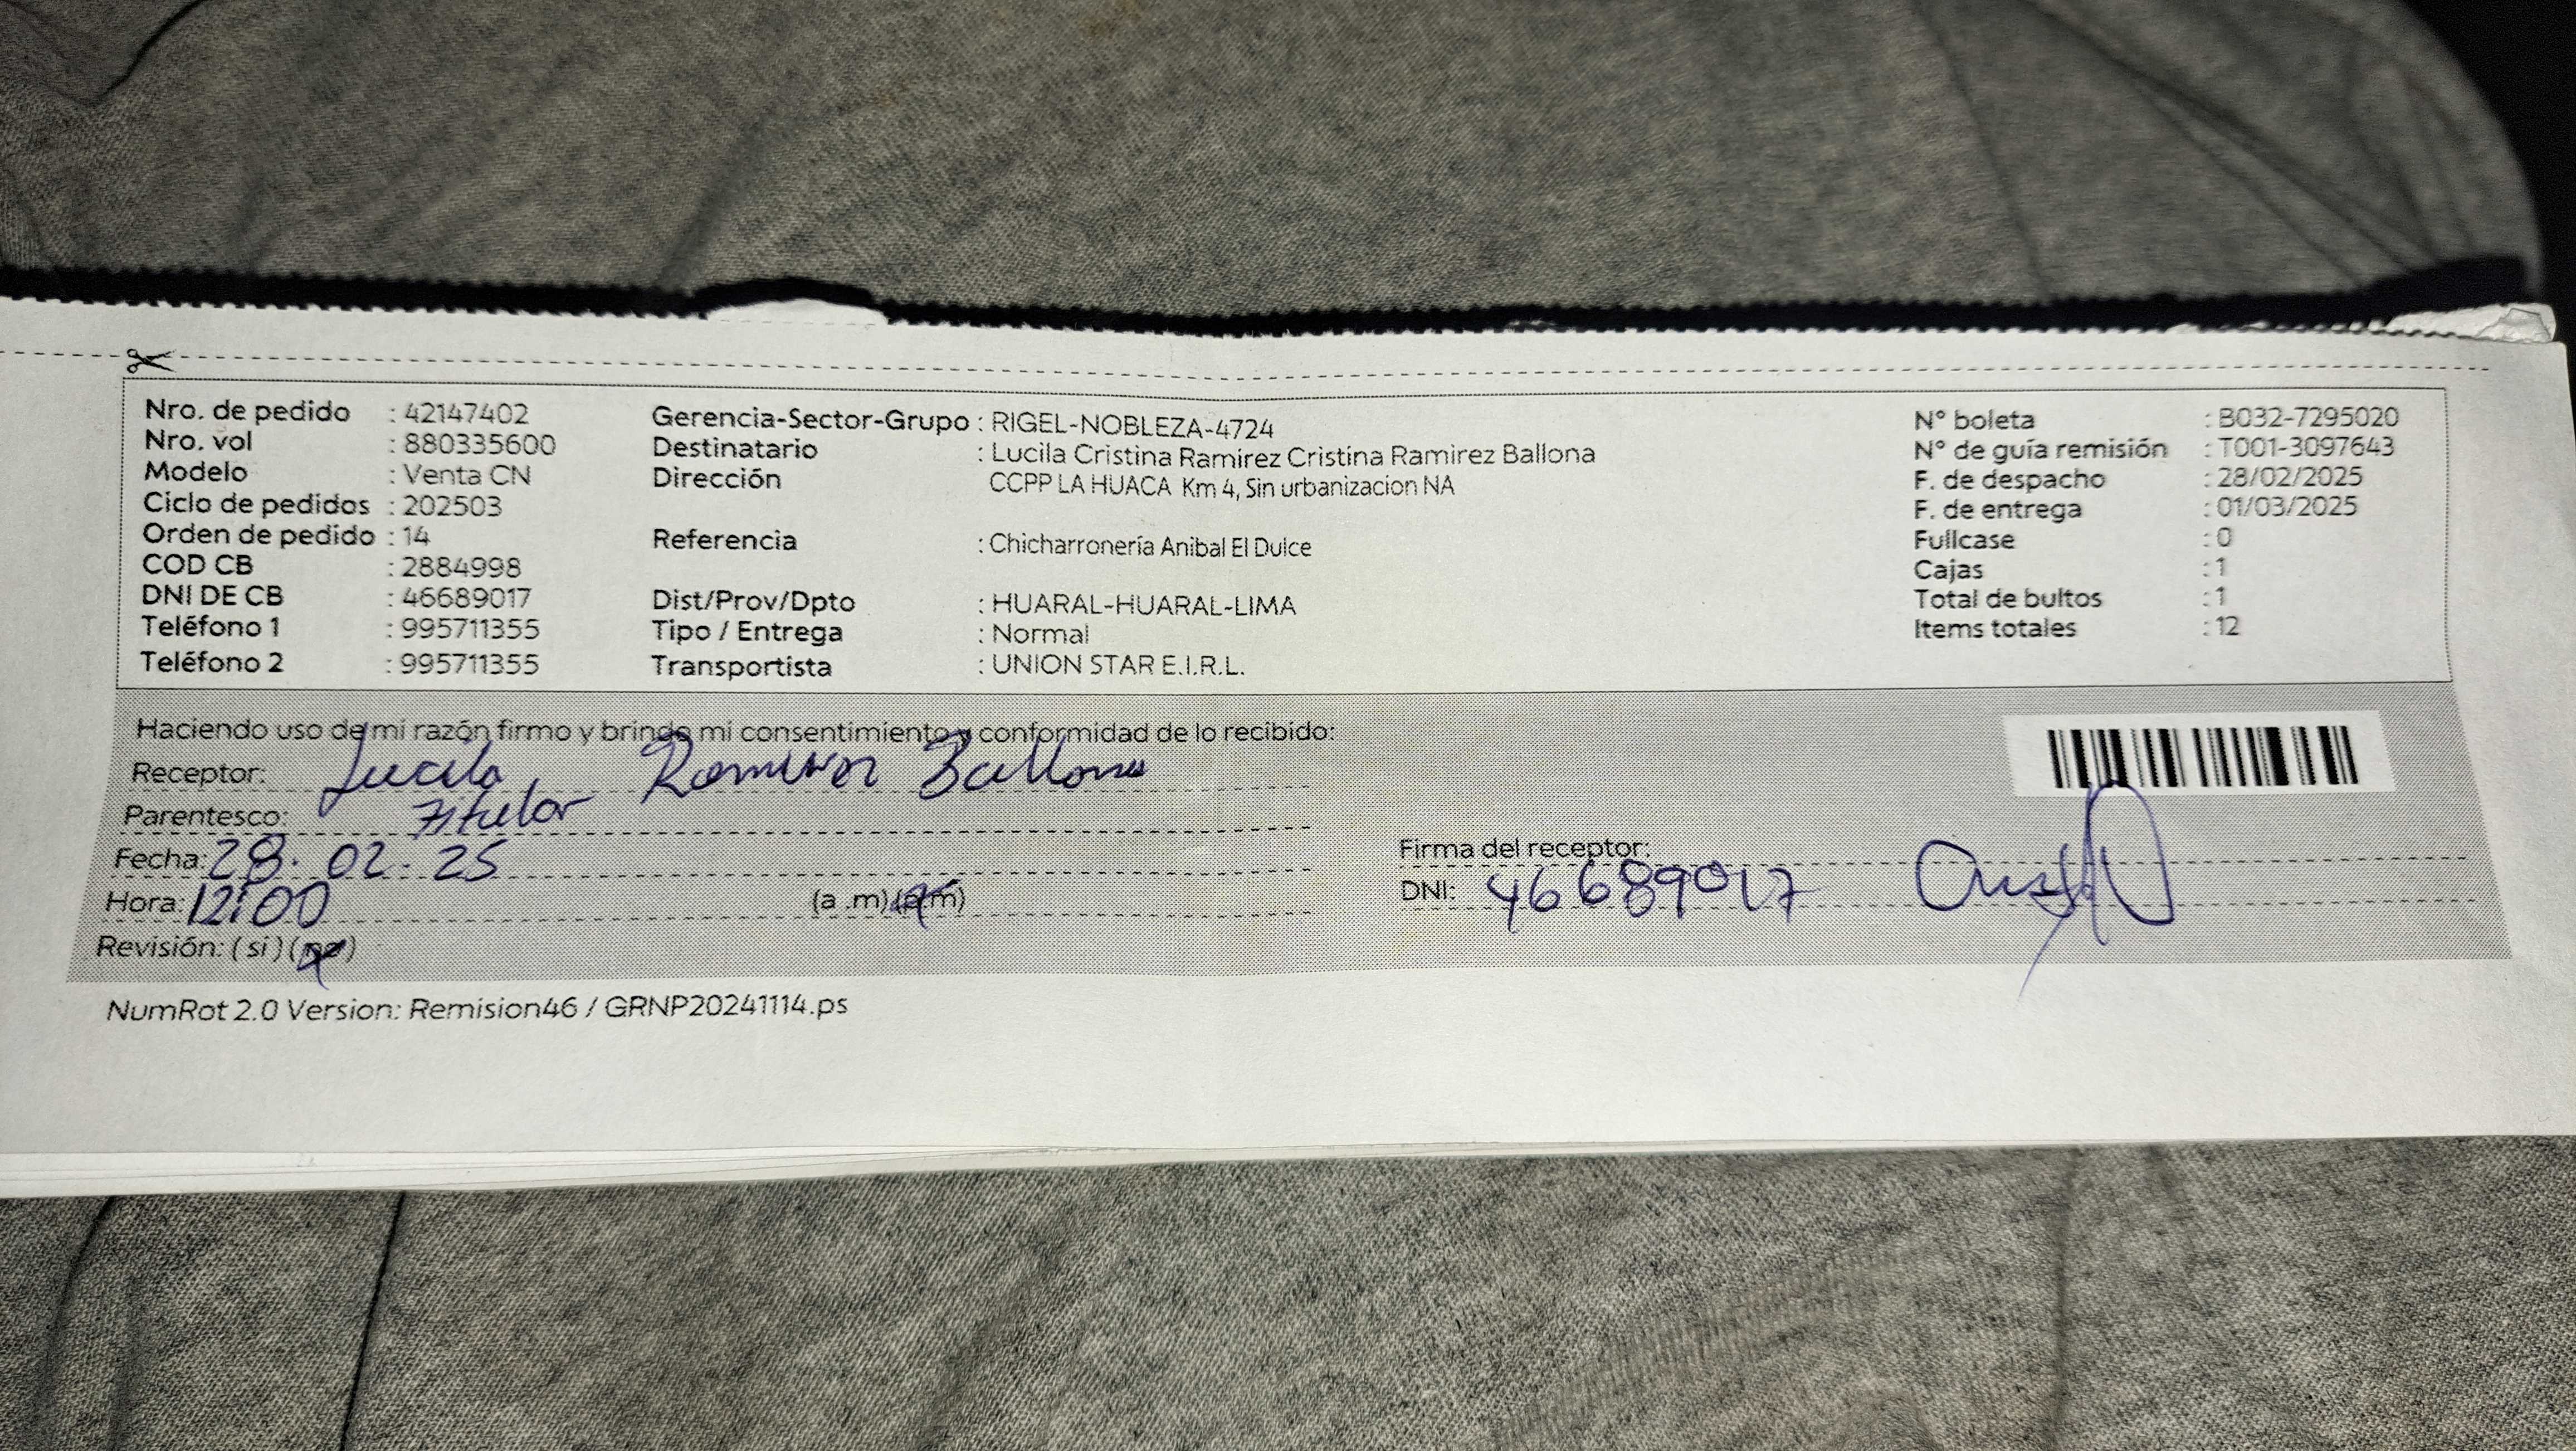 Nro. de pedido : 42147402
Nro. vol : 880335600
Modelo : Venta CN
Ciclo de pedidos : 202503
Orden de pedido : 14
COD CB : 2884998
DNI DE CB : 46689017
Teléfono 1 : 995711355
Teléfono 2 : 995711355
Gerencia-Sector-Grupo : RIGEL-NOBLEZA-4724
Destinatario : Lucila Cristina Ramirez Cristina Ramirez Ballona
Dirección CCPP LA HUACA Km 4, Sin urbanizacion NA
Referencia : Chicharronería Anibal El Dulce
Dist/Prov/Dpto : HUARAL-HUARAL-LIMA
Tipo / Entrega : Normal
Transportista : UNION STAR E.I.R.L.
N° boleta : B032-7295020
N° de guía remisión : T001-3097643
F. de despacho : 28/02/2025
F. de entrega : 01/03/2025
Fullcase : 0
Cajas : 1
Total de bultos : 1
Items totales : 12
Haciendo uso de mi razón firmo y brindo mi consentimiento y conformidad de lo recibido:
Receptor: Lucila Ramirez Ballona
Parentesco: Titular
Fecha: 28. 02. 25
Hora: 12:00 (a .m) (p.m)
Revisión: ( si ) ( no )
Firma del receptor:
DNI: 46689017
NumRot 2.0 Version: Remision46 / GRNP20241114.ps